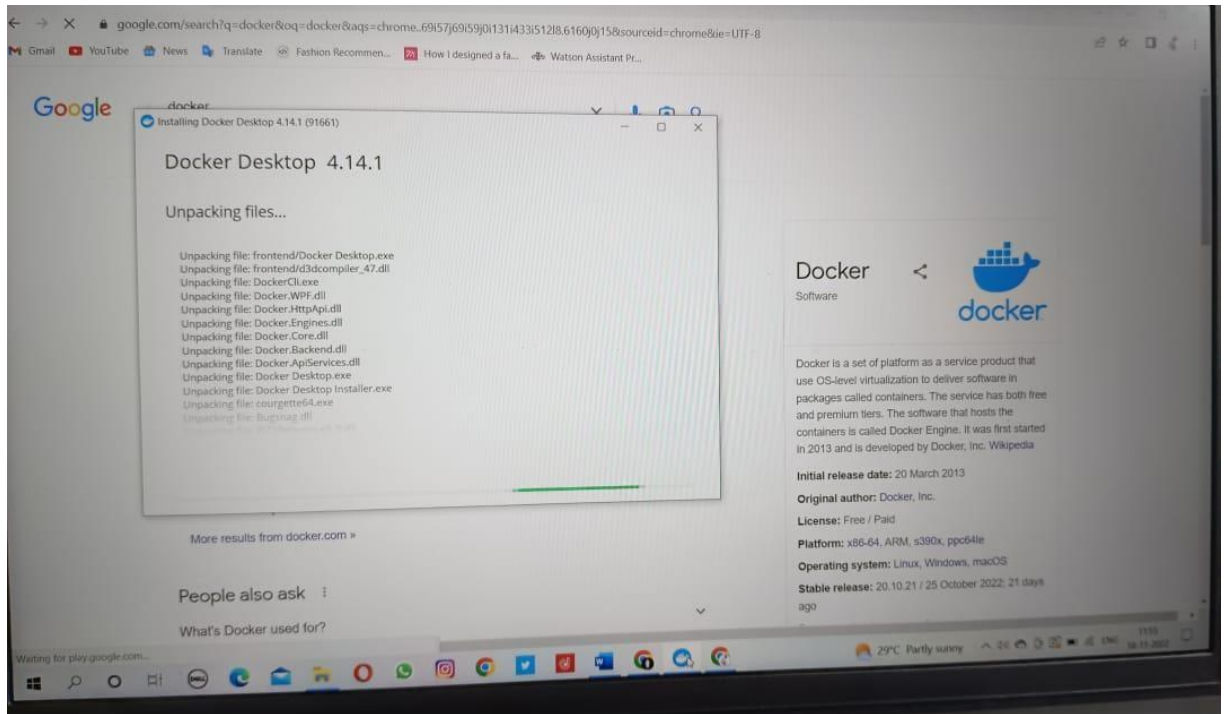 google.com/search?q=docker&oq=docker&aqs=chrome..69i57j69i59j0i131i433i512l8.6160j0j15&sourceid=chrome&ie=UTF-8
Gmail YouTube News Translate Fashion Recommen... How I designed a fa... Watson Assistant Pr...
Google
docker
Installing Docker Desktop 4.14.1 (91661)
Docker Desktop 4.14.1
Unpacking files...
Unpacking file: frontend/Docker Desktop.exe
Unpacking file: frontend/d3dcompiler_47.dll
Unpacking file: DockerCli.exe
Unpacking file: Docker.WPF.dll
Unpacking file: Docker.HttpApi.dll
Unpacking file: Docker.Engines.dll
Unpacking file: Docker.Core.dll
Unpacking file: Docker.Backend.dll
Unpacking file: Docker.ApiServices.dll
Unpacking file: Docker Desktop.exe
Unpacking file: Docker Desktop Installer.exe
Unpacking file: courgette64.exe
Unpacking file: Bugsnag.dll
More results from docker.com »
People also ask
What's Docker used for?
Docker
Software
docker
Docker is a set of platform as a service product that
use OS-level virtualization to deliver software in
packages called containers. The service has both free
and premium tiers. The software that hosts the
containers is called Docker Engine. It was first started
in 2013 and is developed by Docker, Inc. Wikipedia
Initial release date: 20 March 2013
Original author: Docker, Inc.
License: Free / Paid
Platform: x86-64, ARM, s390x, ppc64le
Operating system: Linux, Windows, macOS
Stable release: 20.10.21 / 25 October 2022; 21 days
ago
Waiting for play.google.com...
DELL
29°C Partly sunny
ENG
11:55